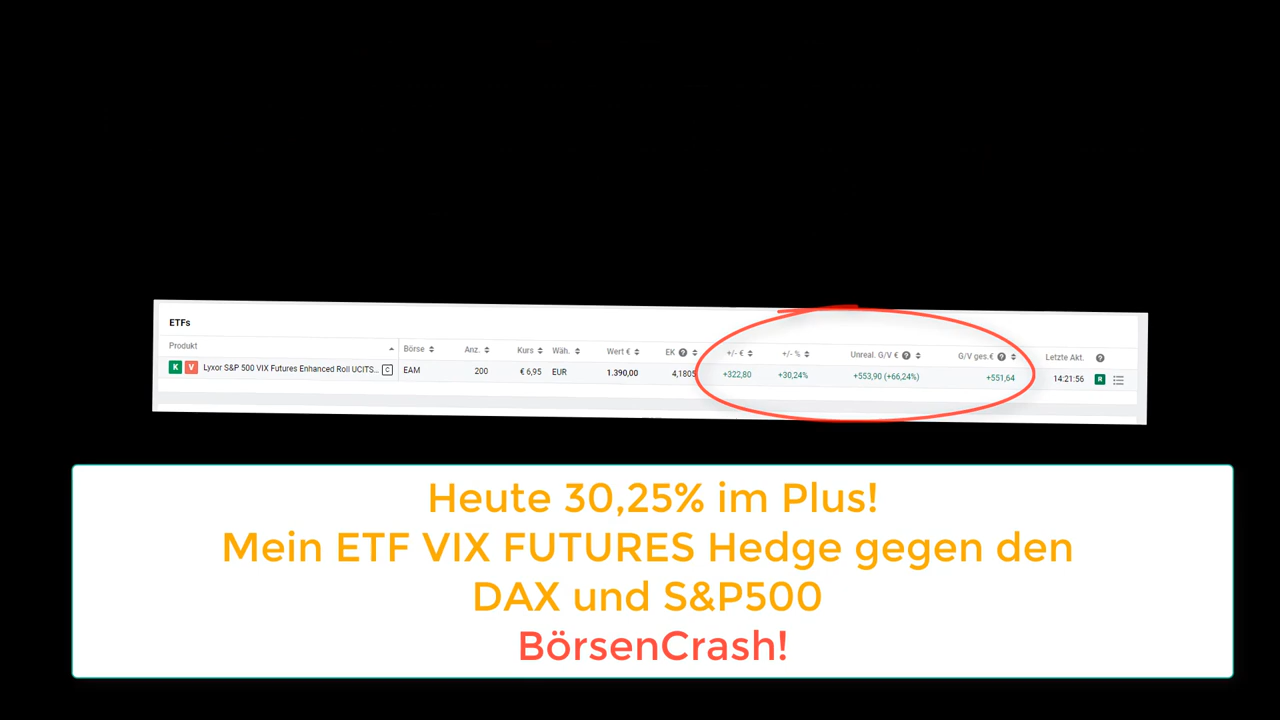 ETFs
Produkt Börse Anz. Kurs Wäh. Wert € EK ? +/- € +/- % Unreal. G/V € ? G/V ges.€ ? Letzte Akt. ?
K V Lyxor S&P 500 VIX Futures Enhanced Roll UCITS... C EAM 200 € 6,95 EUR 1.390,00 4,1805 +322,80 +30,24% +553,90 (+66,24%) +551,64 14:21:56 R
Heute 30,25% im Plus!
Mein ETF VIX FUTURES Hedge gegen den
DAX und S&P500
BörsenCrash!